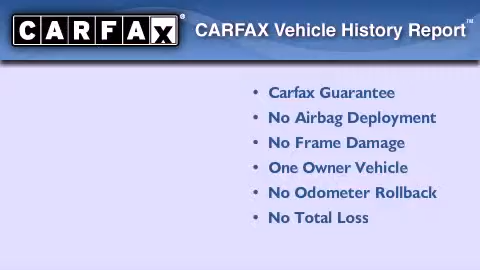 CARFAX® CARFAX Vehicle History Report™
• Carfax Guarantee
• No Airbag Deployment
• No Frame Damage
• One Owner Vehicle
• No Odometer Rollback
• No Total Loss